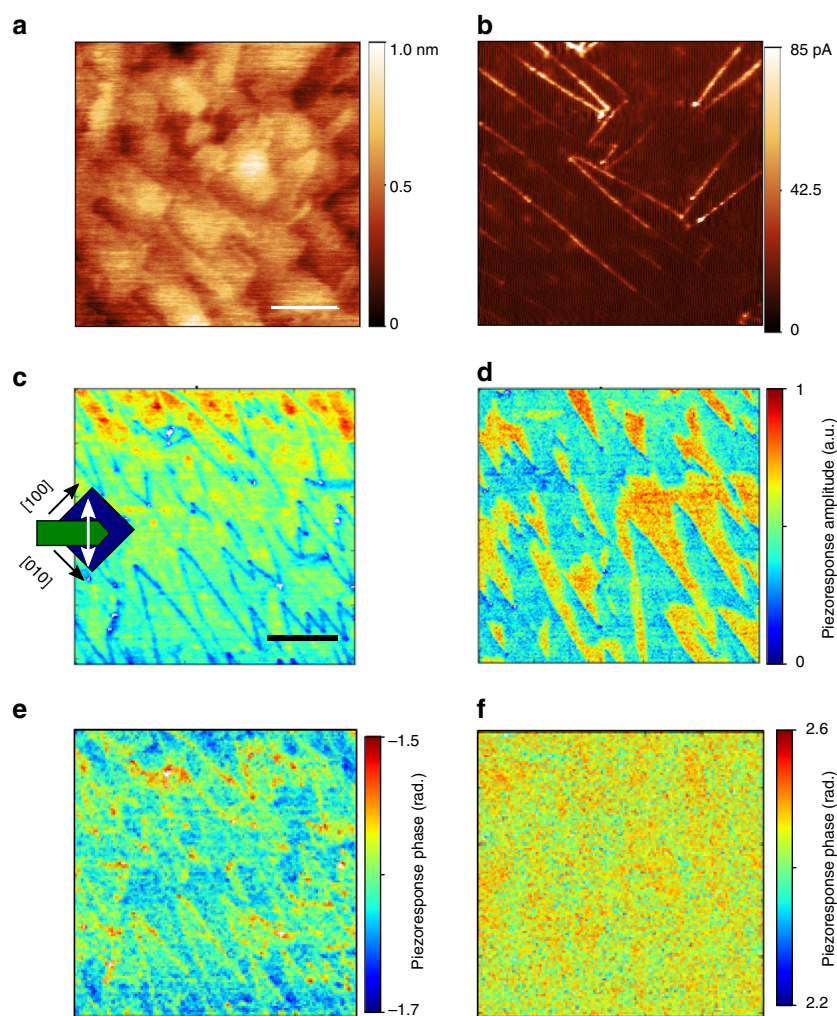 a
1.0 nm
0.5
0
b
85 pA
42.5
0
c
[100]
[010]
d
1
Piezoresponse amplitude (a.u.)
0
e
–1.5
Piezoresponse phase (rad.)
–1.7
f
2.6
Piezoresponse phase (rad.)
2.2